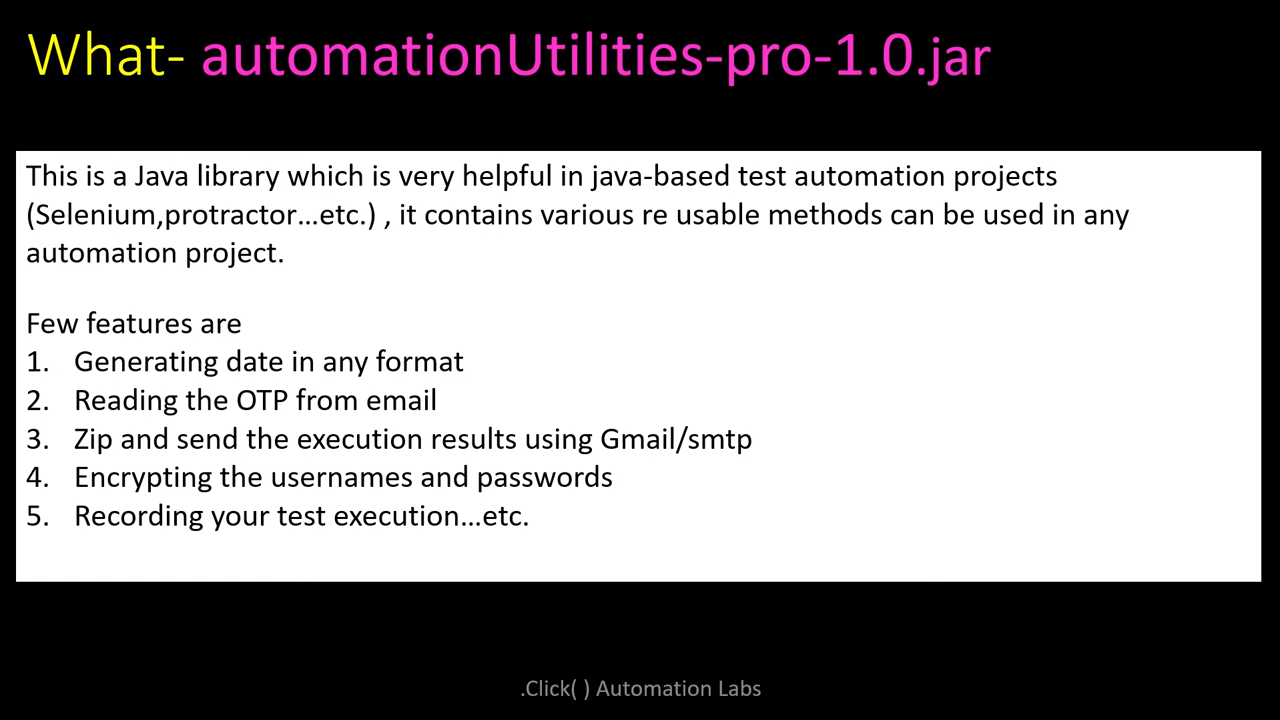 What- automationUtilities-pro-1.0.jar
This is a Java library which is very helpful in java-based test automation projects
(Selenium,protractor...etc.) , it contains various re usable methods can be used in any
automation project.
Few features are
1. Generating date in any format
2. Reading the OTP from email
3. Zip and send the execution results using Gmail/smtp
4. Encrypting the usernames and passwords
5. Recording your test execution...etc.
.Click( ) Automation Labs